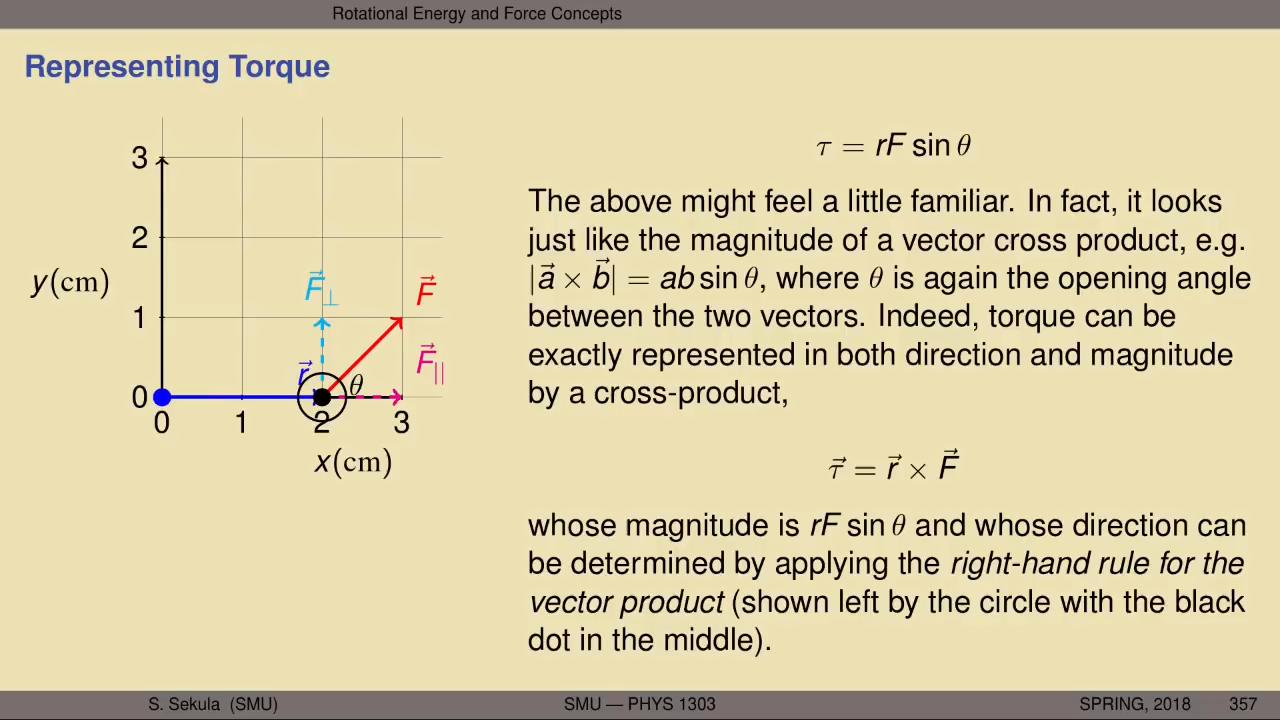 Rotational Energy and Force Concepts
Representing Torque
3
2
y(cm)
1
0
0 1 2 3
x(cm)
F⃗⊥
F⃗
F⃗||
r⃗
θ
τ = rF sin θ
The above might feel a little familiar. In fact, it looks
just like the magnitude of a vector cross product, e.g.
|a⃗ × b⃗| = ab sin θ, where θ is again the opening angle
between the two vectors. Indeed, torque can be
exactly represented in both direction and magnitude
by a cross-product,
τ⃗ = r⃗ × F⃗
whose magnitude is rF sin θ and whose direction can
be determined by applying the right-hand rule for the
vector product (shown left by the circle with the black
dot in the middle).
S. Sekula (SMU) SMU — PHYS 1303 SPRING, 2018 357